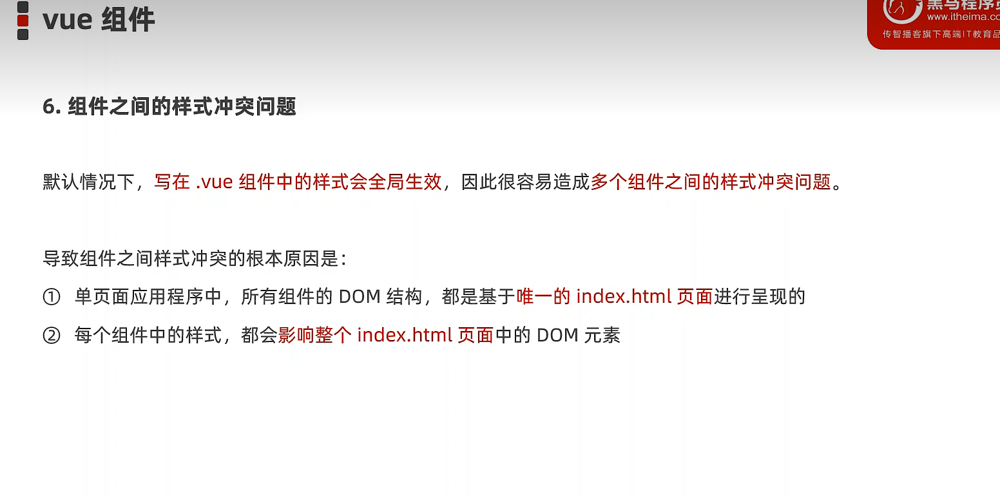 vue 组件
黑马程序员
www.itheima.co
传智播客旗下高端IT教育品
6. 组件之间的样式冲突问题
默认情况下，写在 .vue 组件中的样式会全局生效，因此很容易造成多个组件之间的样式冲突问题。
导致组件之间样式冲突的根本原因是：
① 单页面应用程序中，所有组件的 DOM 结构，都是基于唯一的 index.html 页面进行呈现的
② 每个组件中的样式，都会影响整个 index.html 页面中的 DOM 元素